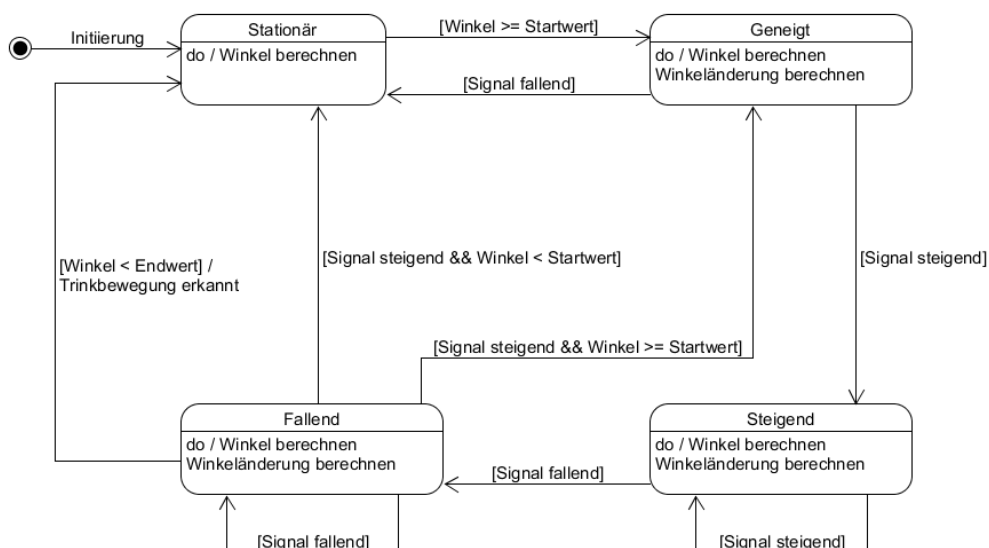 Initiierung
Stationär
do / Winkel berechnen
[Winkel >= Startwert]
Geneigt
do / Winkel berechnen
Winkeländerung berechnen
[Signal fallend]
[Winkel < Endwert] /
Trinkbewegung erkannt
[Signal steigend && Winkel < Startwert]
[Signal steigend]
[Signal steigend && Winkel >= Startwert]
Fallend
do / Winkel berechnen
Winkeländerung berechnen
[Signal fallend]
Steigend
do / Winkel berechnen
Winkeländerung berechnen
[Signal fallend]
[Signal steigend]